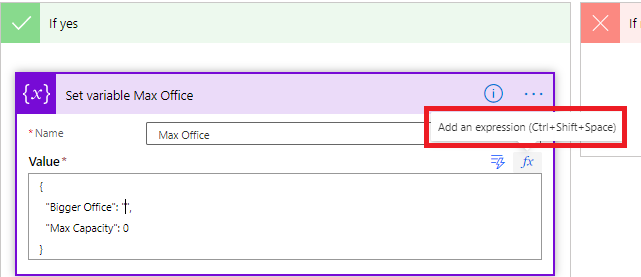 If yes
If
{x} Set variable Max Office
Add an expression (Ctrl+Shift+Space)
* Name
Max Office
Value *
fx
{
"Bigger Office": "",
"Max Capacity": 0
}